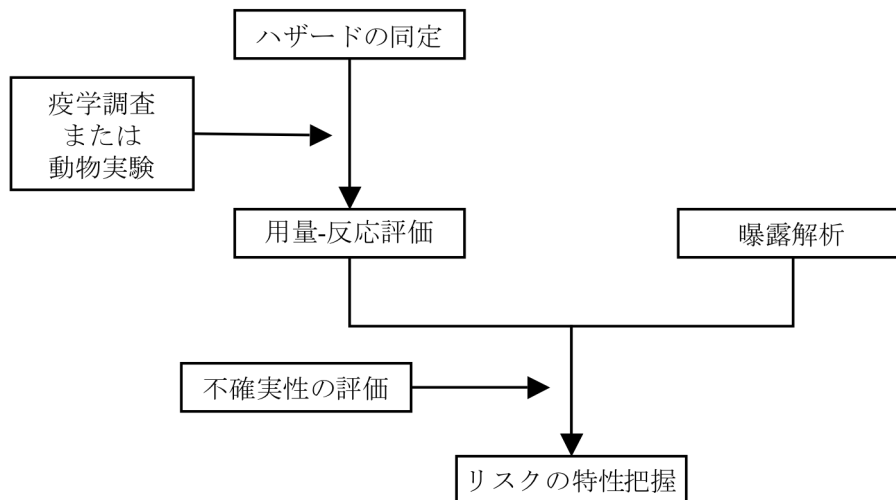 ハザードの同定
疫学調査
または
動物実験
用量-反応評価
曝露解析
不確実性の評価
リスクの特性把握